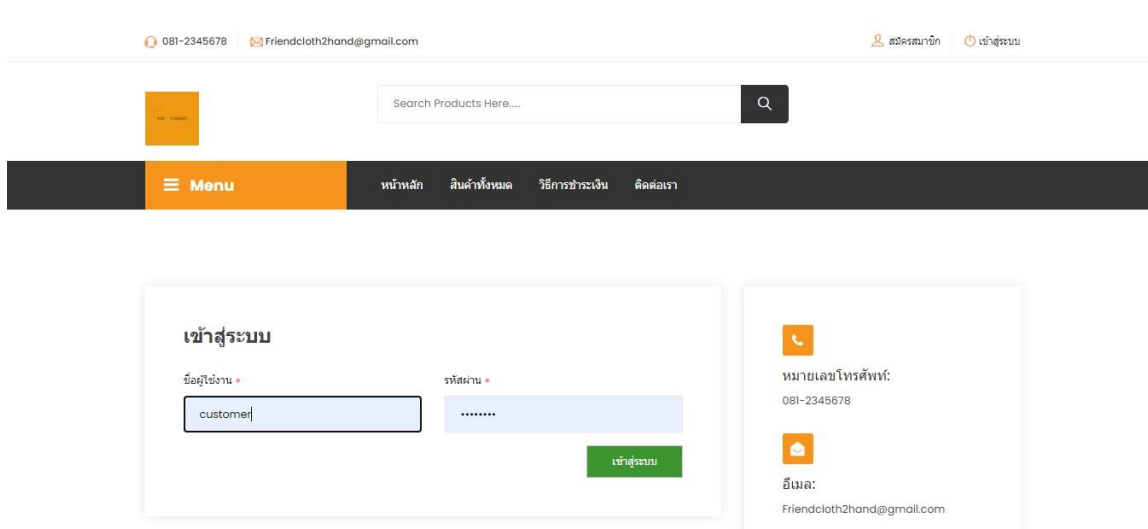 081-2345678 Friendcloth2hand@gmail.com สมัครสมาชิก เข้าสู่ระบบ
Search Products Here.....
Menu หน้าหลัก สินค้าทั้งหมด วิธีการชำระเงิน ติดต่อเรา
เข้าสู่ระบบ
ชื่อผู้ใช้งาน * รหัสผ่าน *
customer ••••••••
เข้าสู่ระบบ
หมายเลขโทรศัพท์:
081-2345678
อีเมล:
Friendcloth2hand@gmail.com